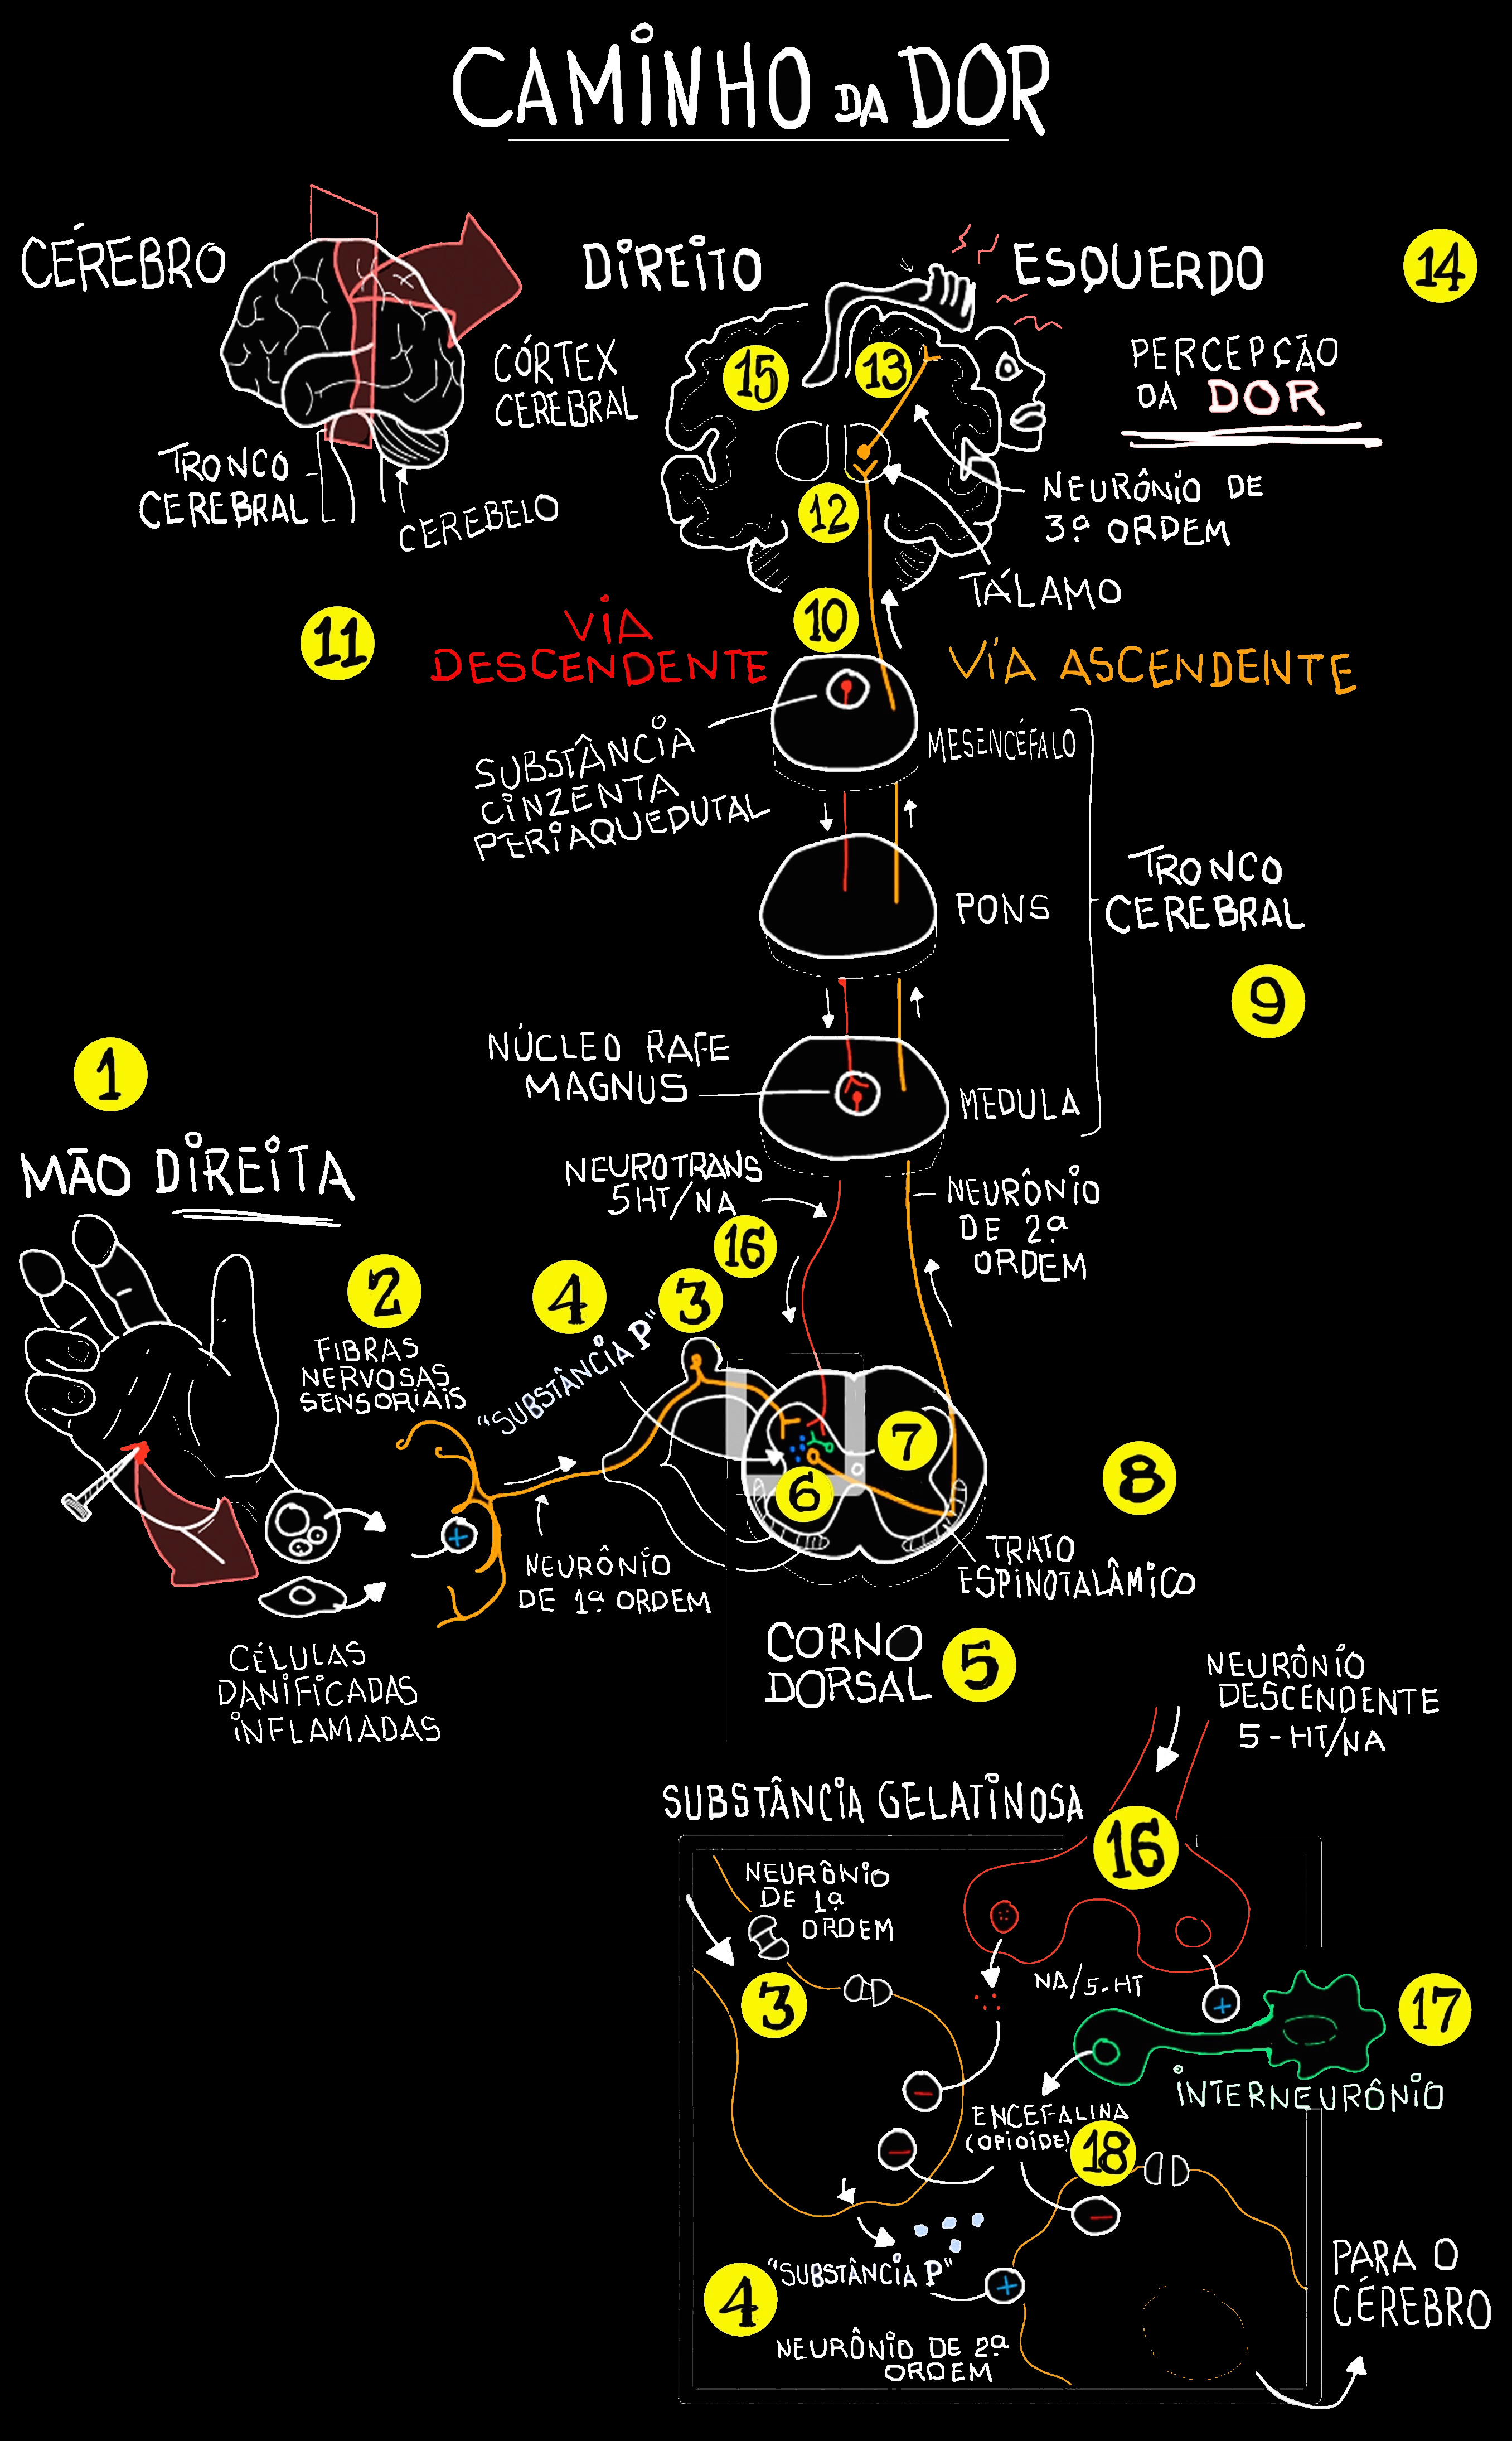 CAMINHO DA DOR
CÉREBRO
DIREITO
ESQUERDO
14
CÓRTEX
CEREBRAL
15
13
PERCEPÇÃO
DA DOR
TRONCO
CEREBRAL
CEREBELO
NEURÔNIO DE
3ª ORDEM
12
TÁLAMO
10
11
VIA
DESCENDENTE
VÍA ASCENDENTE
SUBSTÂNCIA
CINZENTA
PERIAQUEDUTAL
MESENCÉFALO
PONS
TRONCO
CEREBRAL
9
NÚCLEO RAFE
MAGNUS
MEDULA
1
MÃO DIREITA
NEUROTRANS
5HT/NA
16
NEURÔNIO
DE 2ª
ORDEM
2
FIBRAS
NERVOSAS
SENSORIAIS
4
"SUBSTÂNCIA P"
3
7
6
8
+
NEURÔNIO
DE 1ª ORDEM
TRATO
ESPINOTALÂMICO
CÉLULAS
DANIFICADAS
INFLAMADAS
CORNO
DORSAL
5
NEURÔNIO
DESCENDENTE
5-HT/NA
SUBSTÂNCIA GELATINOSA
16
NEURÔNIO
DE 1ª
ORDEM
3
NA/5-HT
+
17
INTERNEURÔNIO
-
ENCEFALINA
(OPIOÍDE)
18
-
-
4
"SUBSTÂNCIA P"
+
NEURÔNIO DE 2ª
ORDEM
PARA O
CÉREBRO